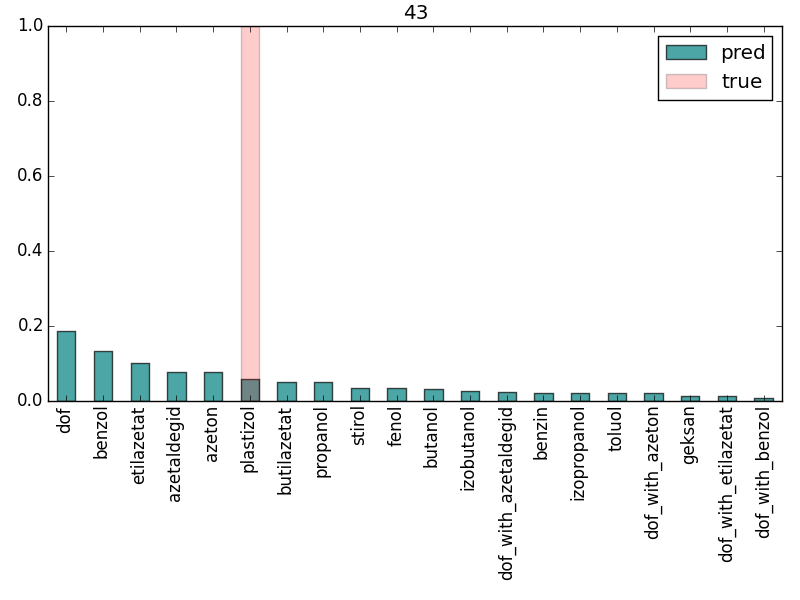 43
1.0
0.8
0.6
0.4
0.2
0.0
pred
true
dof
benzol
etilazetat
azetaldegid
azeton
plastizol
butilazetat
propanol
stirol
fenol
butanol
izobutanol
dof_with_azetaldegid
benzin
izopropanol
toluol
dof_with_azeton
geksan
dof_with_etilazetat
dof_with_benzol